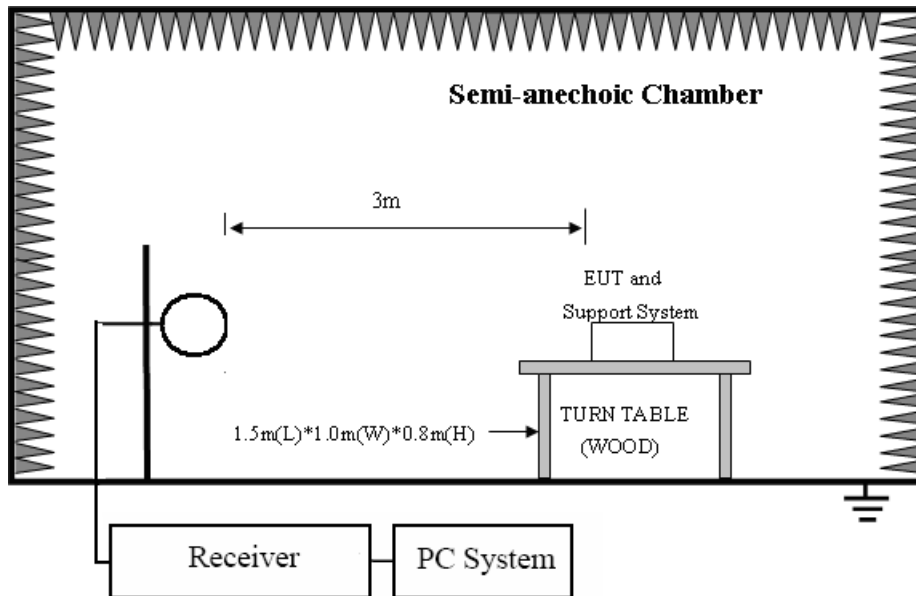 Semi-anechoic Chamber
3m
EUT and
Support System
1.5m(L)*1.0m(W)*0.8m(H)
TURN TABLE
(WOOD)
Receiver
PC System